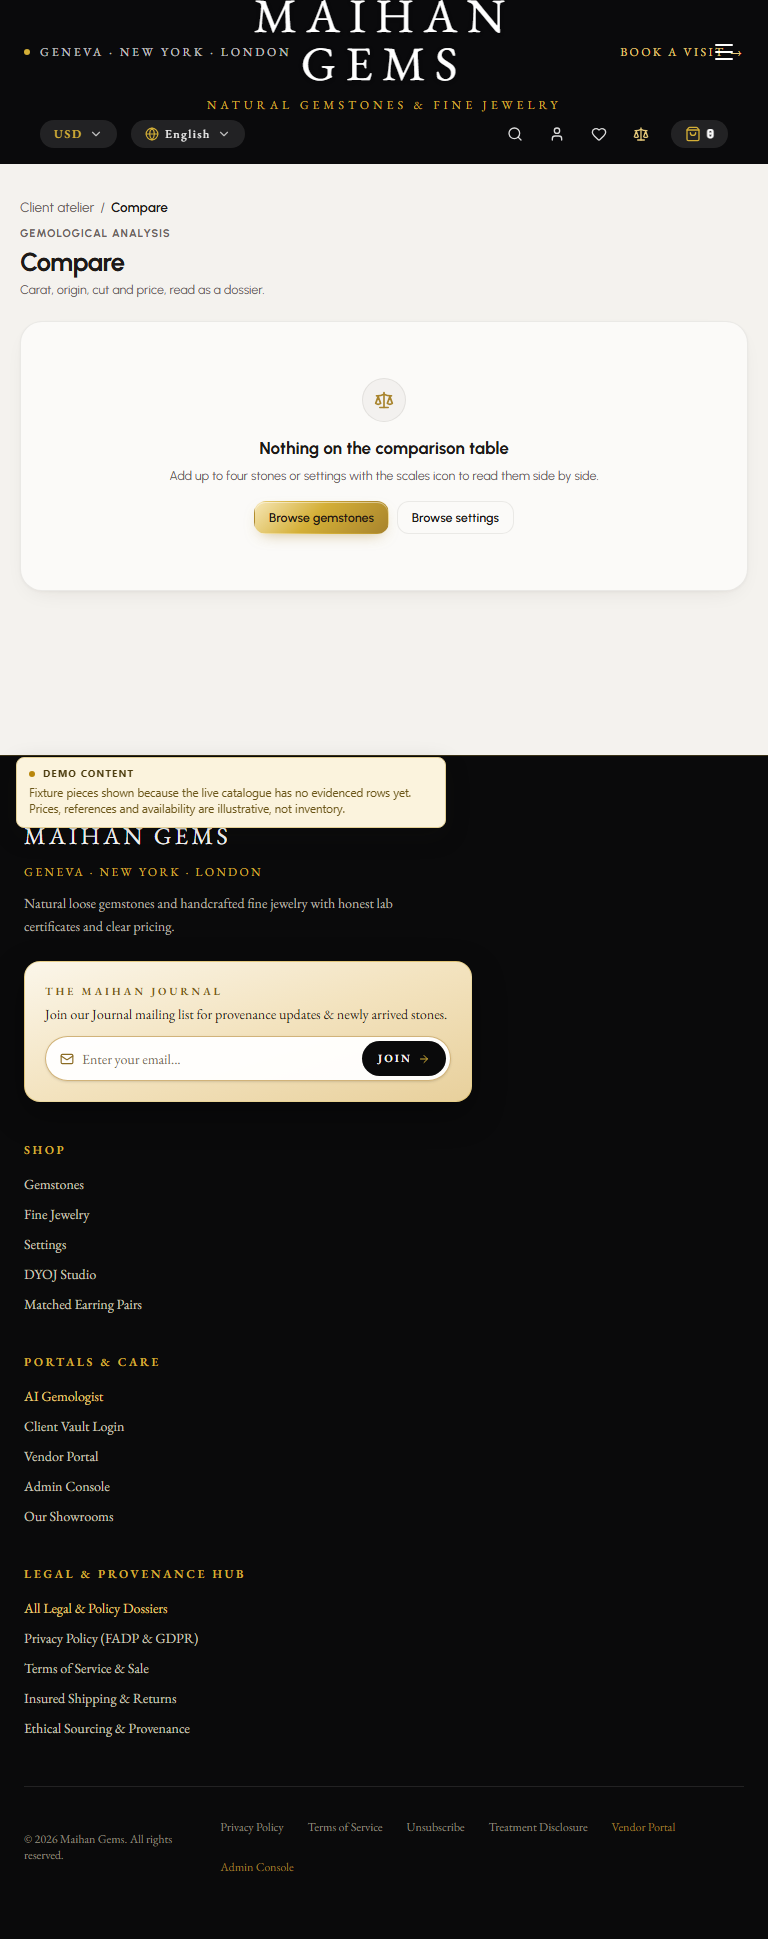 MAIHAN
GEMS
GENEVA · NEW YORK · LONDON
BOOK A VISIT →
NATURAL GEMSTONES & FINE JEWELRY
USD
English
0
Client atelier / Compare
GEMOLOGICAL ANALYSIS
Compare
Carat, origin, cut and price, read as a dossier.
Nothing on the comparison table
Add up to four stones or settings with the scales icon to read them side by side.
Browse gemstones
Browse settings
DEMO CONTENT
Fixture pieces shown because the live catalogue has no evidenced rows yet.
Prices, references and availability are illustrative, not inventory.
MAIHAN GEMS
GENEVA · NEW YORK · LONDON
Natural loose gemstones and handcrafted fine jewelry with honest lab
certificates and clear pricing.
THE MAIHAN JOURNAL
Join our Journal mailing list for provenance updates & newly arrived stones.
Enter your email...
JOIN →
SHOP
Gemstones
Fine Jewelry
Settings
DYOJ Studio
Matched Earring Pairs
PORTALS & CARE
AI Gemologist
Client Vault Login
Vendor Portal
Admin Console
Our Showrooms
LEGAL & PROVENANCE HUB
All Legal & Policy Dossiers
Privacy Policy (FADP & GDPR)
Terms of Service & Sale
Insured Shipping & Returns
Ethical Sourcing & Provenance
© 2026 Maihan Gems. All rights
reserved.
Privacy Policy
Terms of Service
Unsubscribe
Treatment Disclosure
Vendor Portal
Admin Console